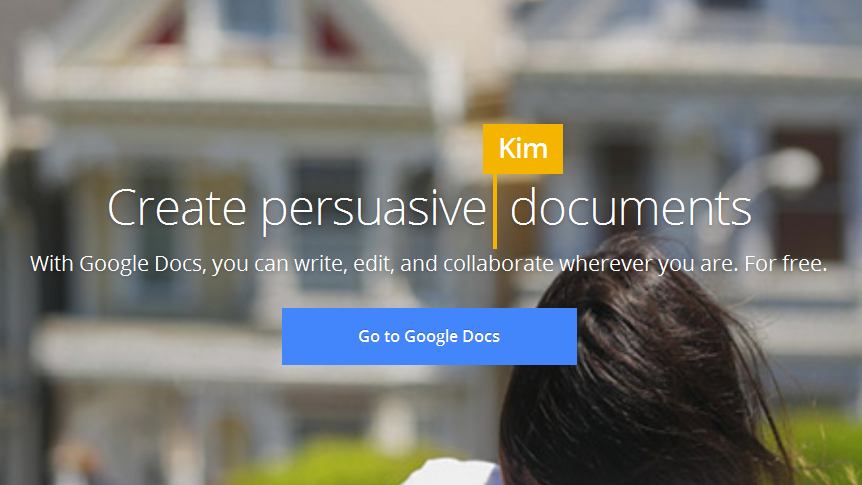 Kim
Create persuasive documents
With Google Docs, you can write, edit, and collaborate wherever you are. For free.
Go to Google Docs